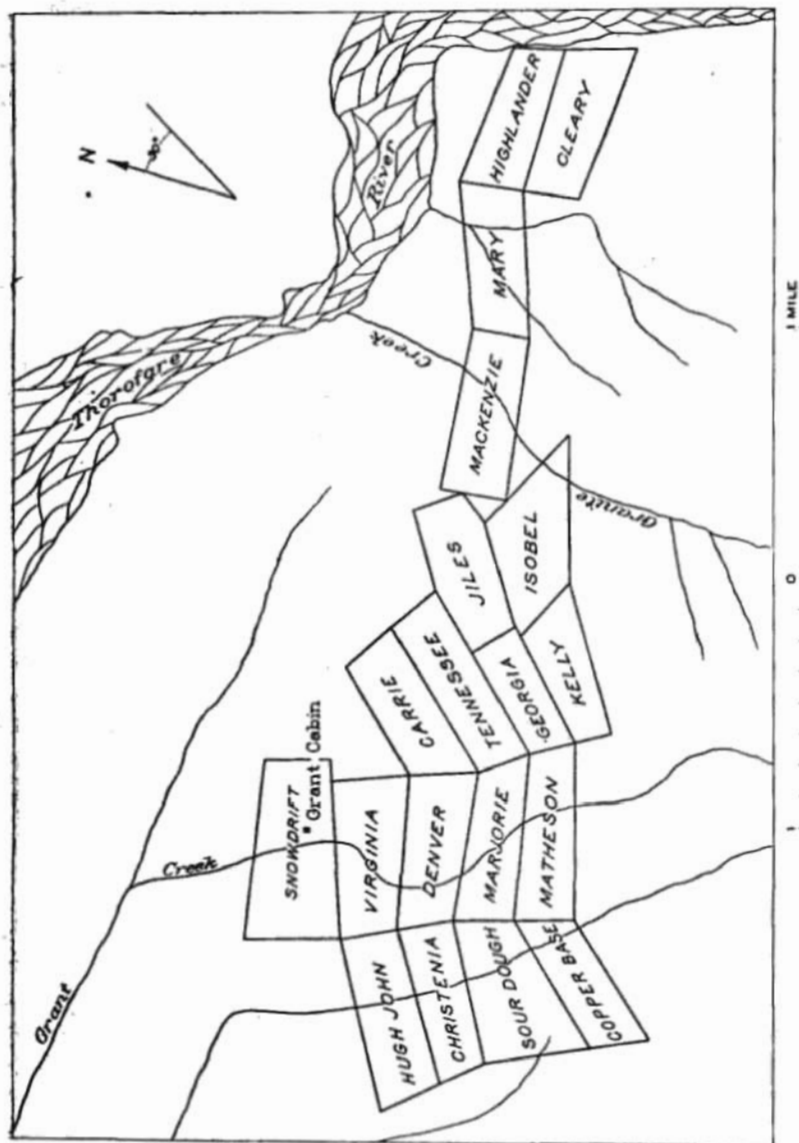 N
30°
Thorofare
River
Grant
Creek
SNOWDRIFT
Grant Cabin
HUGH JOHN
VIRGINIA
CARRIE
CHRISTENIA
DENVER
TENNESSEE
JILES
SOUR DOUGH
MARJORIE
GEORGIA
ISOBEL
COPPER BASE
MATHESON
KELLY
Granite
Creek
MACKENZIE
MARY
HIGHLANDER
CLEARY
1
0
1 MILE